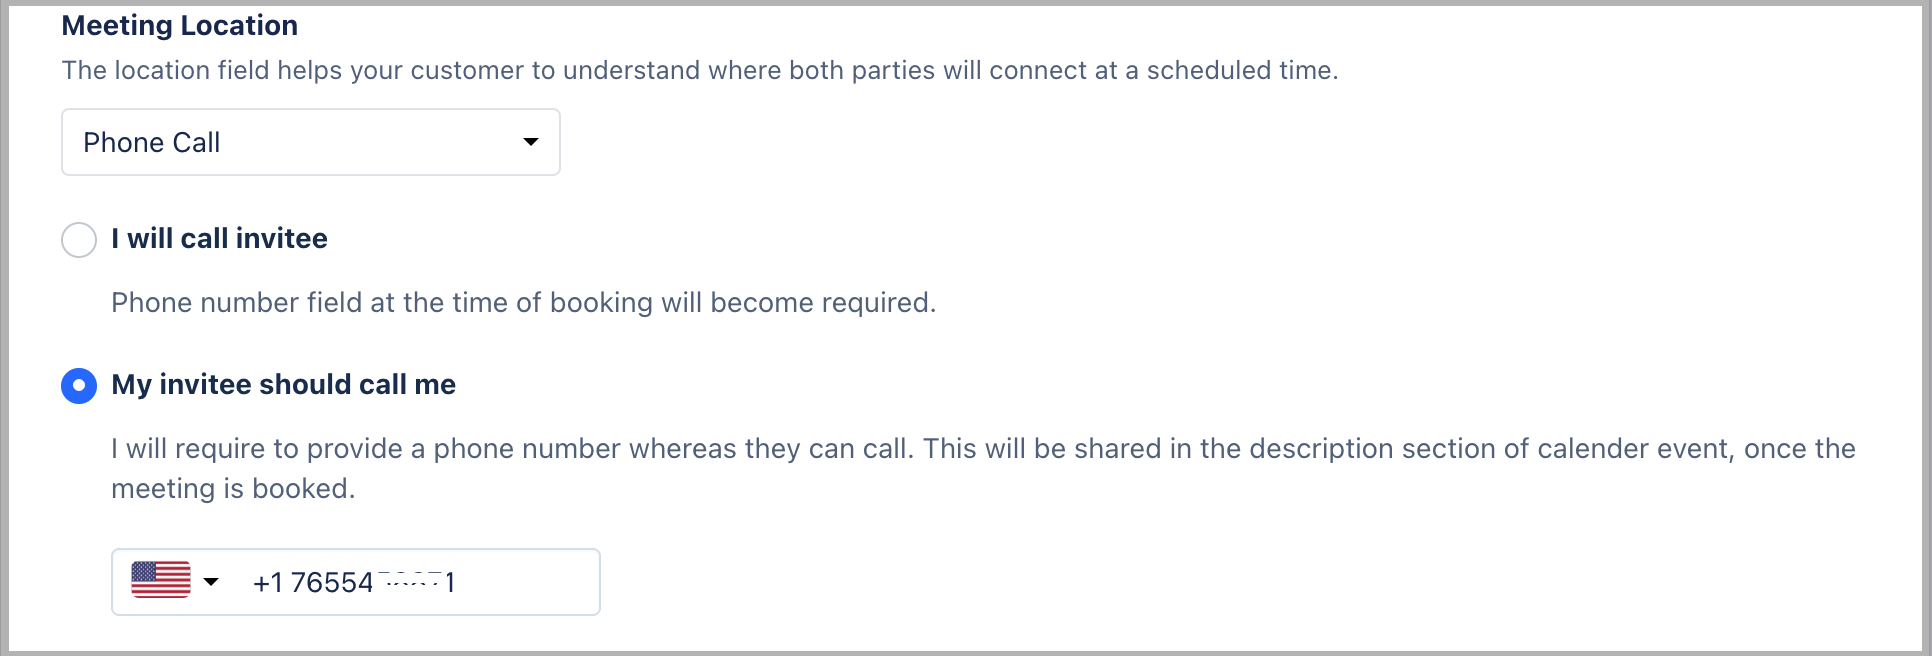 Meeting Location
The location field helps your customer to understand where both parties will connect at a scheduled time.
Phone Call
I will call invitee
Phone number field at the time of booking will become required.
My invitee should call me
I will require to provide a phone number whereas they can call. This will be shared in the description section of calender event, once the
meeting is booked.
+1